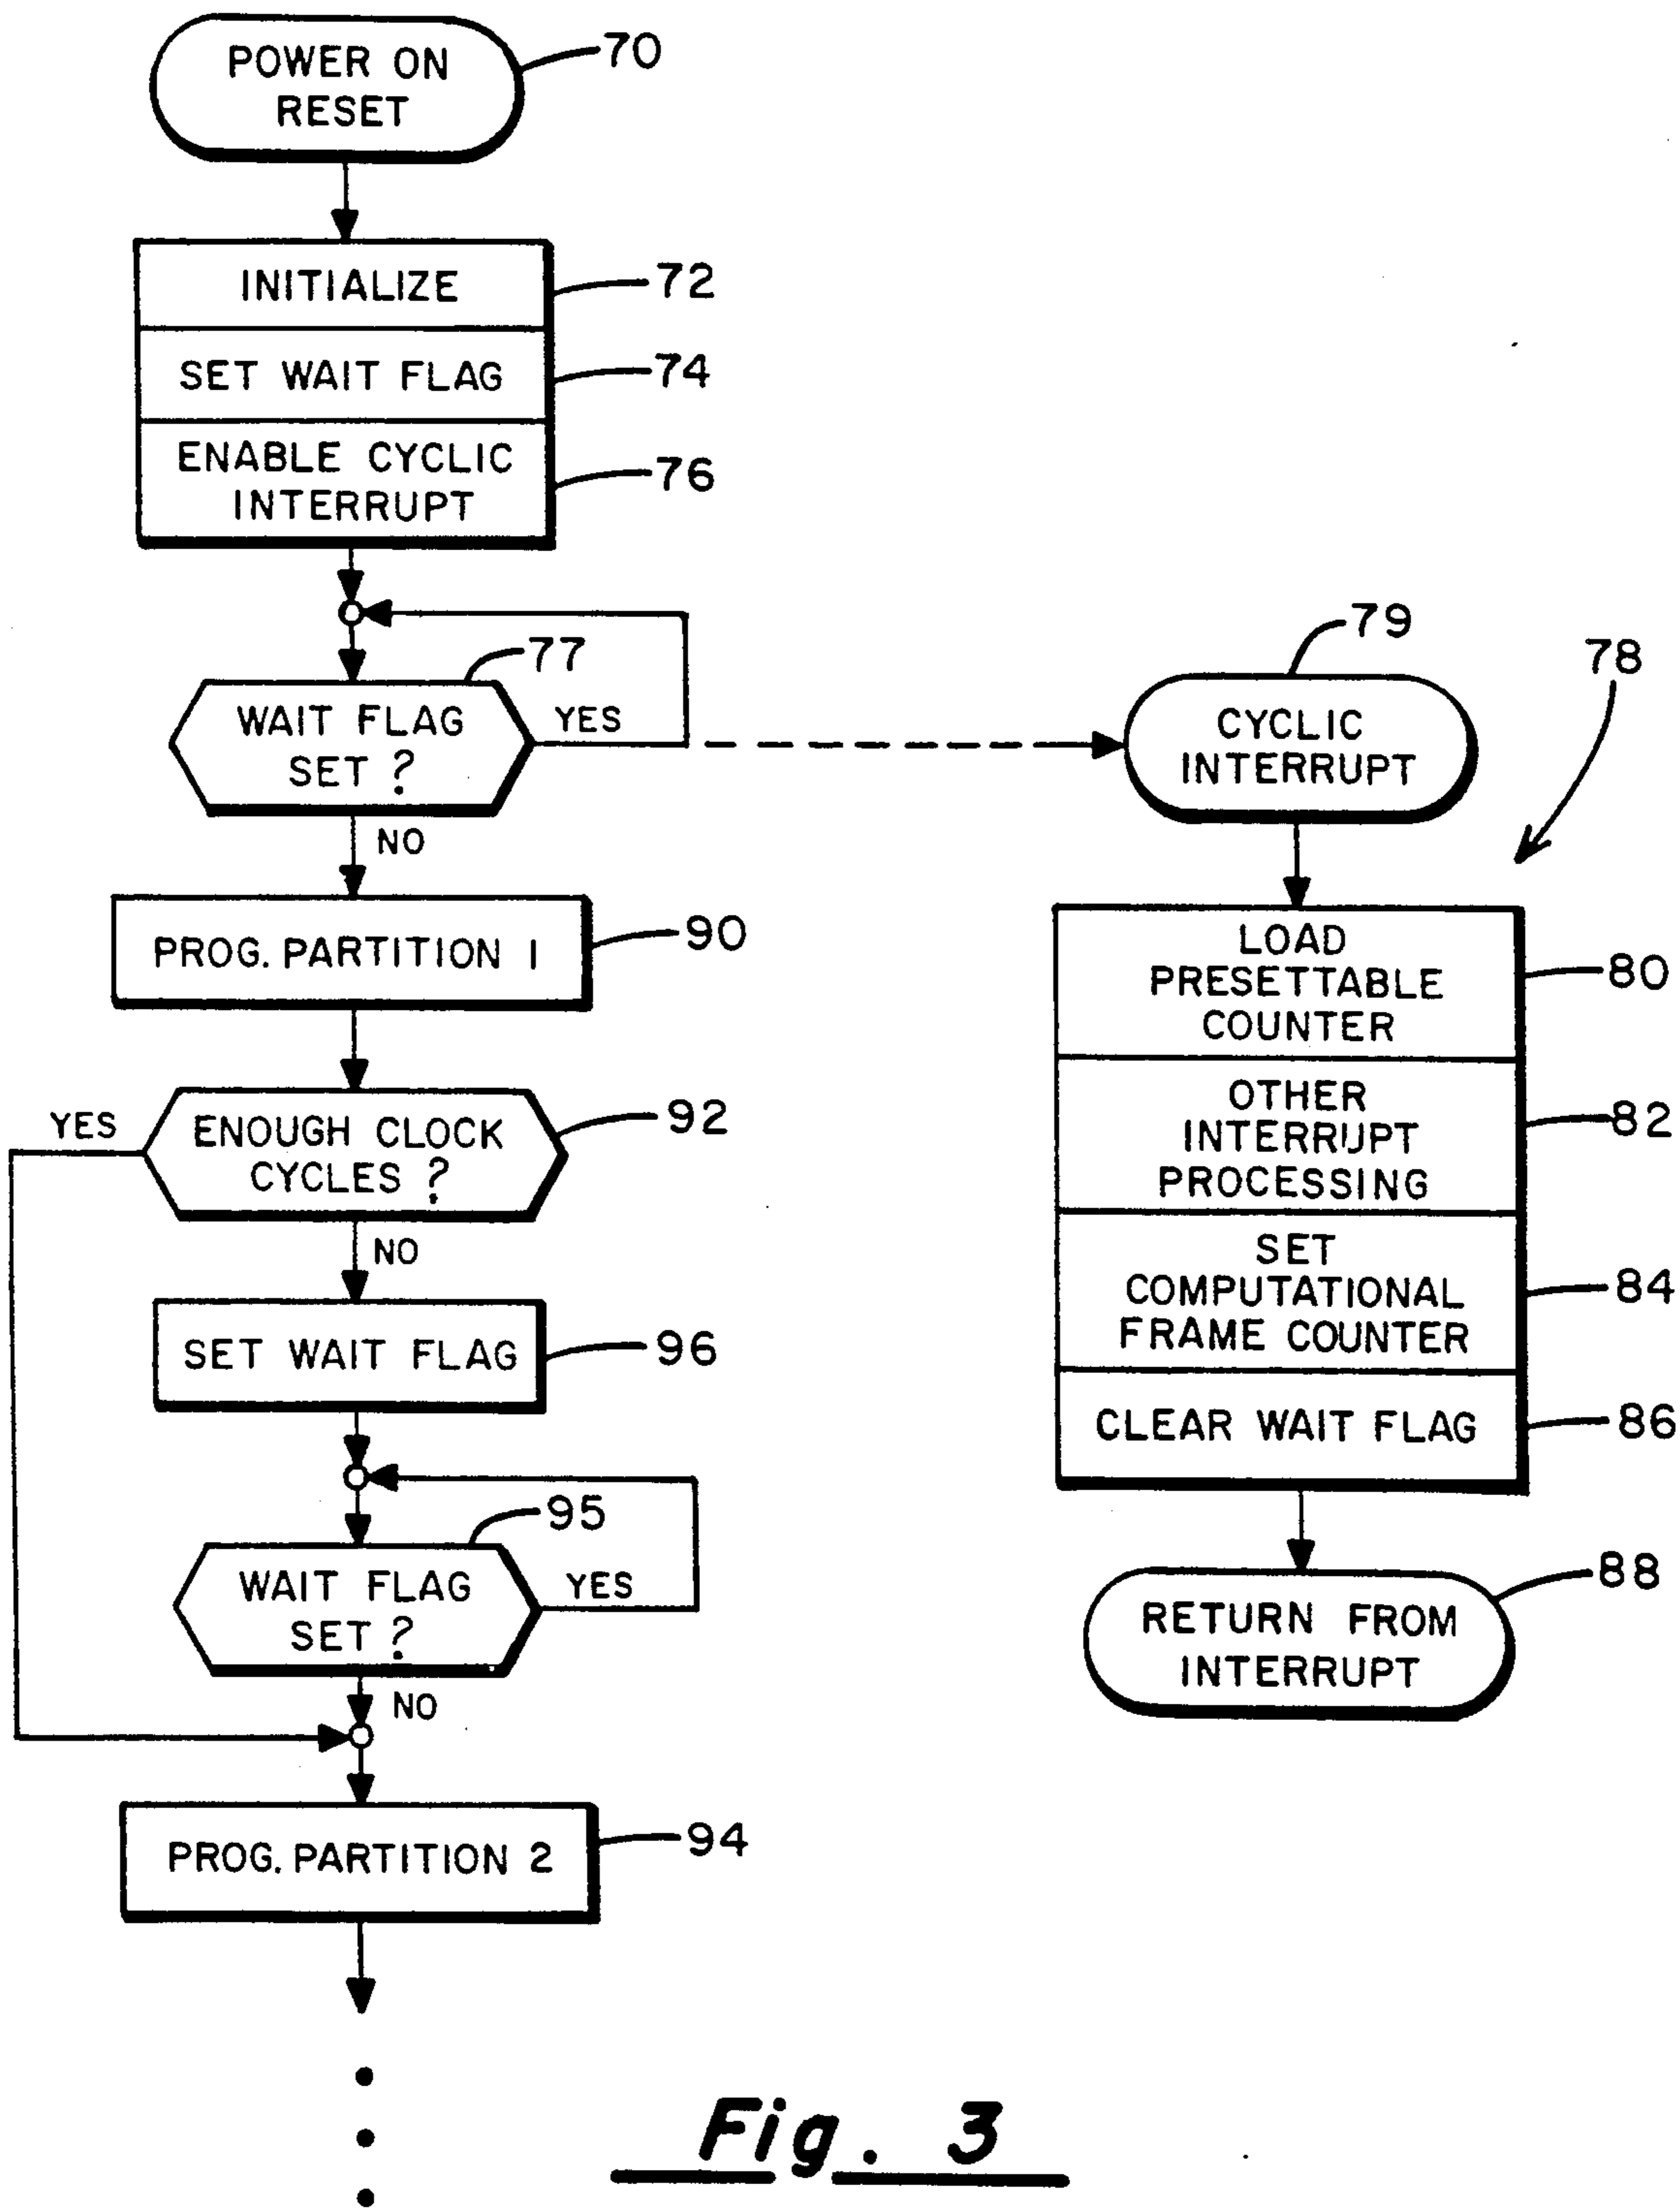 POWER ON
RESET
70
INITIALIZE
72
SET WAIT FLAG
74
ENABLE CYCLIC
INTERRUPT
76
77
WAIT FLAG
SET ?
YES
NO
PROG. PARTITION 1
90
YES
ENOUGH CLOCK
CYCLES ?
92
NO
SET WAIT FLAG
96
95
WAIT FLAG
SET ?
YES
NO
PROG. PARTITION 2
94
79
78
CYCLIC
INTERRUPT
LOAD
PRESETTABLE
COUNTER
80
OTHER
INTERRUPT
PROCESSING
82
SET
COMPUTATIONAL
FRAME COUNTER
84
CLEAR WAIT FLAG
86
88
RETURN FROM
INTERRUPT
Fig. 3